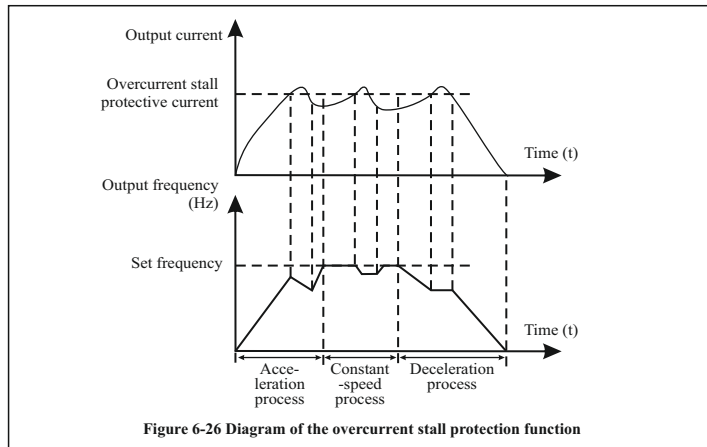 Output current
Overcurrent stall
protective current
Time (t)
Output frequency
(Hz)
Set frequency
Time (t)
Acce-
leration
process
Constant
-speed
process
Deceleration
process
Figure 6-26 Diagram of the overcurrent stall protection function